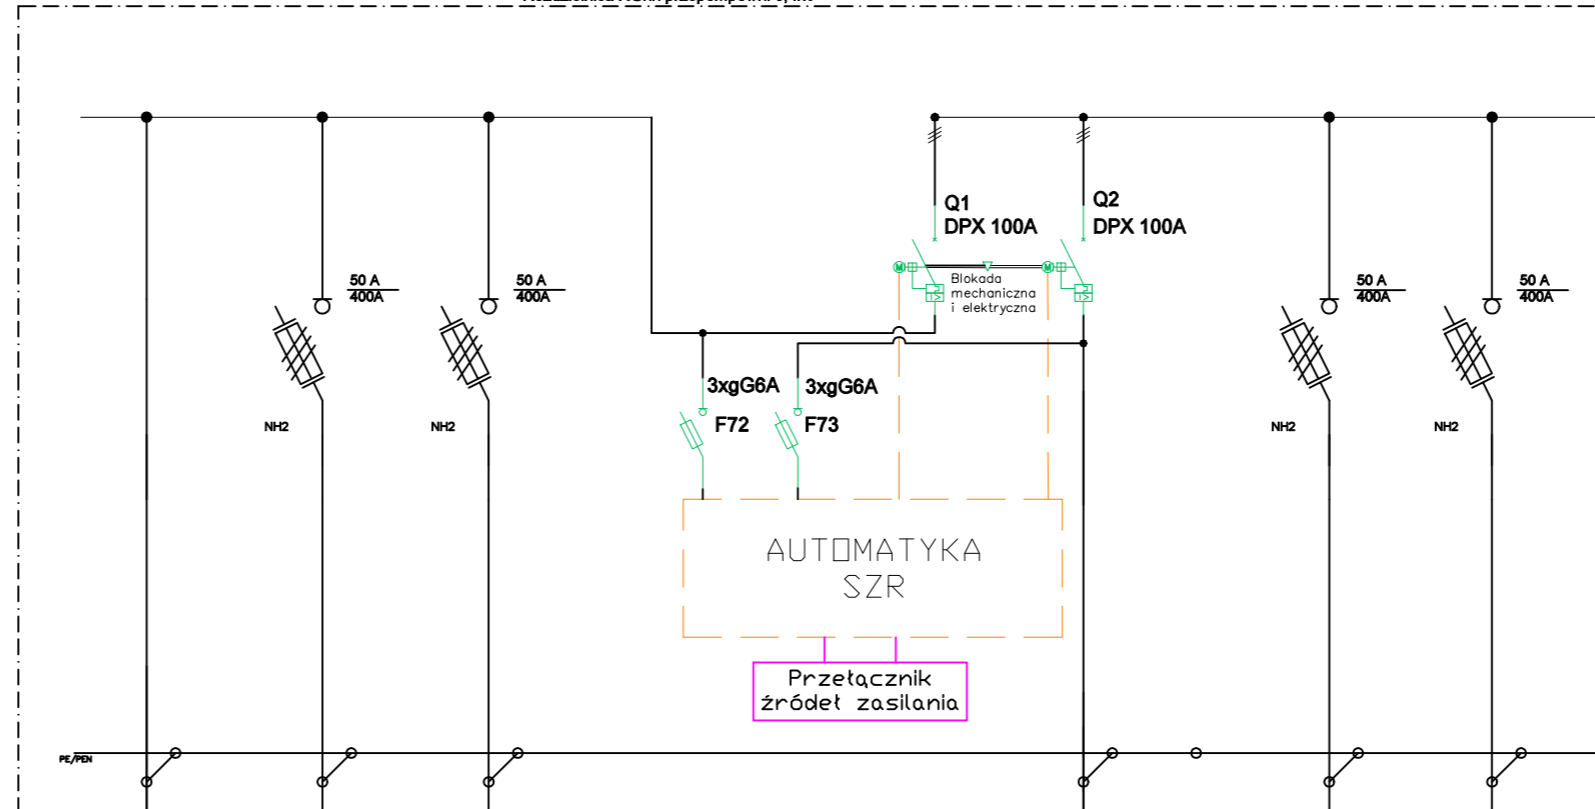 Q1
DPX 100A
Q2
DPX 100A
Blokada
mechaniczna
i elektryczna
50 A
400A
50 A
400A
50 A
400A
50 A
400A
3xgG6A
F72
3xgG6A
F73
NH2
NH2
NH2
NH2
AUTOMATYKA
SZR
Przełącznik
źródeł zasilania
PE/PEN